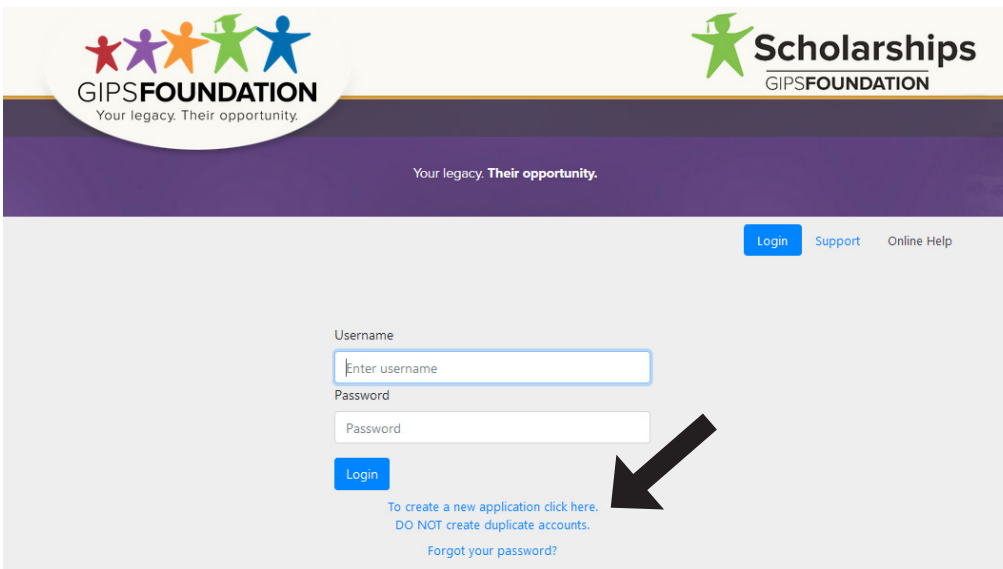 GIPSFOUNDATION
Your legacy. Their opportunity.
Scholarships
GIPSFOUNDATION
Your legacy. Their opportunity.
Login Support Online Help
Username
Enter username
Password
Password
Login
To create a new application click here.
DO NOT create duplicate accounts.
Forgot your password?